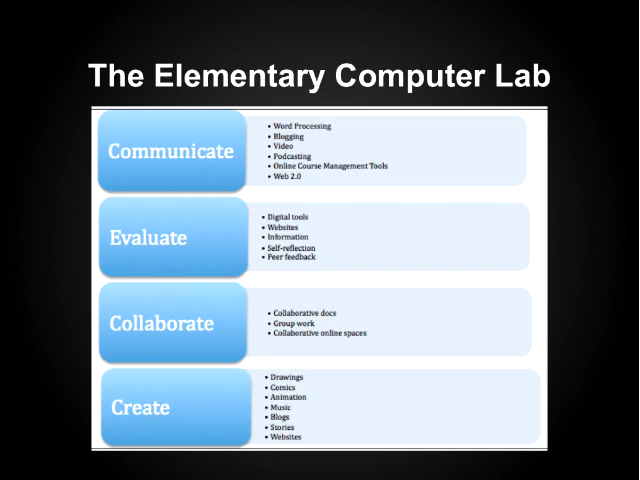 The Elementary Computer Lab
Communicate
• Word Processing
• Blogging
• Video
• Podcasting
• Online Course Management Tools
• Web 2.0
Evaluate
• Digital tools
• Websites
• Information
• Self-reflection
• Peer feedback
Collaborate
• Collaborative docs
• Group work
• Collaborative online spaces
Create
• Drawings
• Comics
• Animation
• Music
• Blogs
• Stories
• Websites